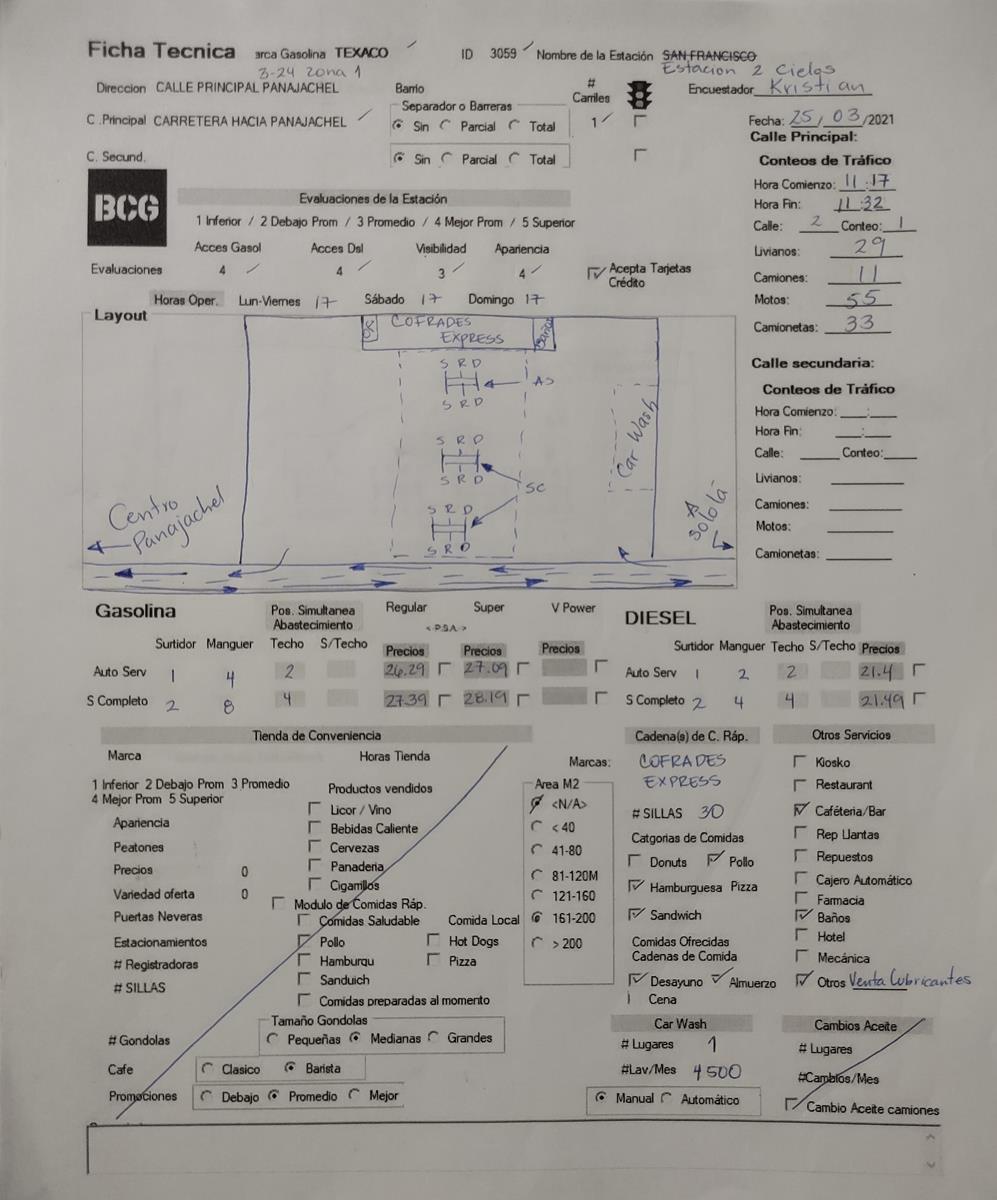 Ficha Tecnica arca Gasolina TEXACO ID 3059 Nombre de la Estación SAN FRANCISCO
3-24 zona 1 Estacion 2 Cielos
Direccion CALLE PRINCIPAL PANAJACHEL Barrio # Carriles Encuestador Kristian
Separador o Barreras
C .Principal CARRETERA HACIA PANAJACHEL Sin Parcial Total 1 Fecha: 25/03/2021
Calle Principal:
C. Secund. Sin Parcial Total Conteos de Tráfico
BCG
Hora Comienzo: 11:17
Evaluaciones de la Estación Hora Fin: 11:32
1 Inferior / 2 Debajo Prom / 3 Promedio / 4 Mejor Prom / 5 Superior Calle: 2 Conteo: 1
Acces Gasol Acces Dsl Visibilidad Apariencia Livianos: 29
Evaluaciones 4 4 3 4 Acepta Tarjetas Crédito Camiones: 11
Horas Oper. Lun-Viernes 17 Sábado 17 Domingo 17 Motos: 55
Camionetas: 33
Layout
COFRADES EXPRESS Baños
S R D
AS
S R D
Car Wash
S R D
S R D
SC
S R D
S R D
Centro Panajachel
A Sololá
Calle secundaria:
Conteos de Tráfico
Hora Comienzo: __:__
Hora Fin: __:__
Calle: Conteo:
Livianos:
Camiones:
Motos:
Camionetas:
Gasolina Pos. Simultanea Abastecimiento Regular Super V Power
<P.S.A.>
Surtidor Manguer Techo S/Techo Precios Precios Precios
Auto Serv 1 4 2 26.29 27.09
S Completo 2 8 4 27.39 28.19
DIESEL Pos. Simultanea Abastecimiento
Surtidor Manguer Techo S/Techo Precios
Auto Serv 1 2 2 21.4
S Completo 2 4 4 21.49
Tienda de Conveniencia
Marca Horas Tienda Marcas:
1 Inferior 2 Debajo Prom 3 Promedio
4 Mejor Prom 5 Superior
Apariencia
Peatones
Precios 0
Variedad oferta 0
Puertas Neveras
Estacionamientos
# Registradoras
# SILLAS
Productos vendidos
Licor / Vino
Bebidas Caliente
Cervezas
Panaderia
Cigarrillos
Modulo de Comidas Ráp.
Comidas Saludable Comida Local
Pollo Hot Dogs
Hamburqu Pizza
Sanduich
Comidas preparadas al momento
Area M2
<N/A>
< 40
41-80
81-120M
121-160
161-200
> 200
# Gondolas Tamaño Gondolas
Pequeñas Medianas Grandes
Cafe Clasico Barista
Promociones Debajo Promedio Mejor
Cadena(s) de C. Ráp.
COFRADES
EXPRESS
# SILLAS 30
Catgorias de Comidas
Donuts Pollo
Hamburguesa Pizza
Sandwich
Comidas Ofrecidas
Cadenas de Comida
Desayuno Almuerzo
Cena
Otros Servicios
Kiosko
Restaurant
Caféteria/Bar
Rep Llantas
Repuestos
Cajero Automático
Farmacia
Baños
Hotel
Mecánica
Otros Venta Lubricantes
Car Wash
# Lugares 1
#Lav/Mes 4500
Manual Automático
Cambios Aceite
# Lugares
#Cambios/Mes
Cambio Aceite camiones